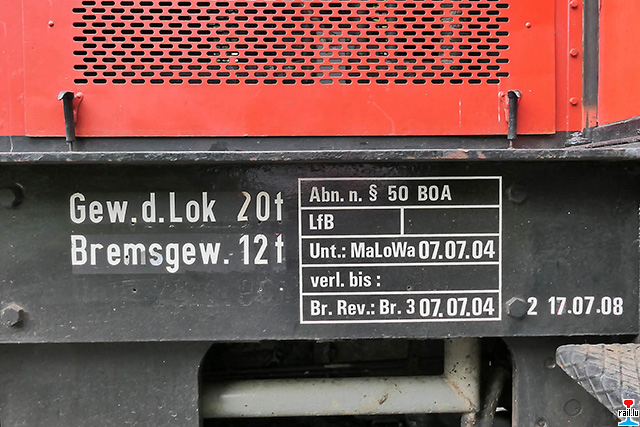 Gew.d.Lok 20t
Bremsgew. 12t
Abn. n. § 50 BOA
LfB
Unt.: MaLoWa 07.07.04
verl. bis :
Br. Rev.: Br. 3 07.07.04
2 17.07.08
rail.lu